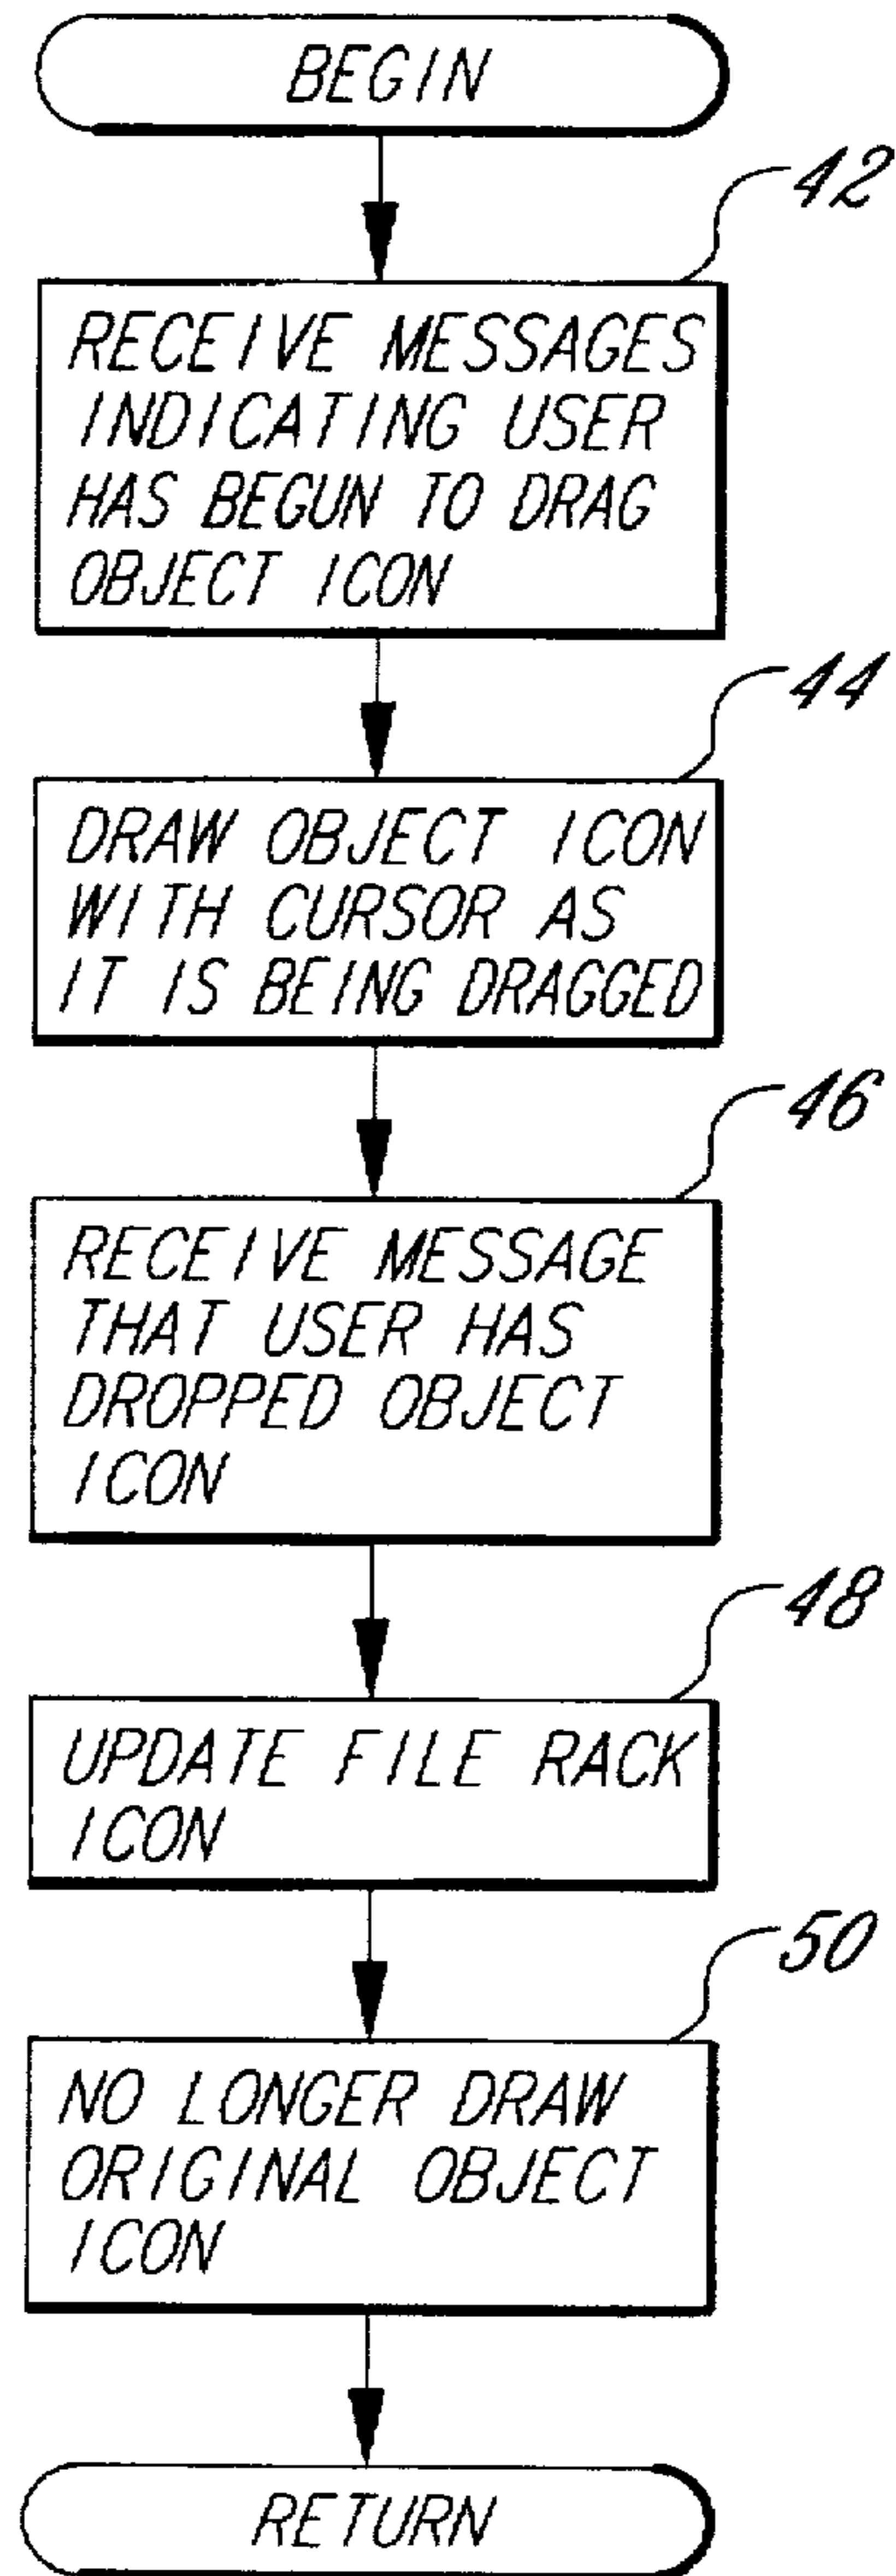 BEGIN
42
RECEIVE MESSAGES
INDICATING USER
HAS BEGUN TO DRAG
OBJECT ICON
44
DRAW OBJECT ICON
WITH CURSOR AS
IT IS BEING DRAGGED
46
RECEIVE MESSAGE
THAT USER HAS
DROPPED OBJECT
ICON
48
UPDATE FILE RACK
ICON
50
NO LONGER DRAW
ORIGINAL OBJECT
ICON
RETURN